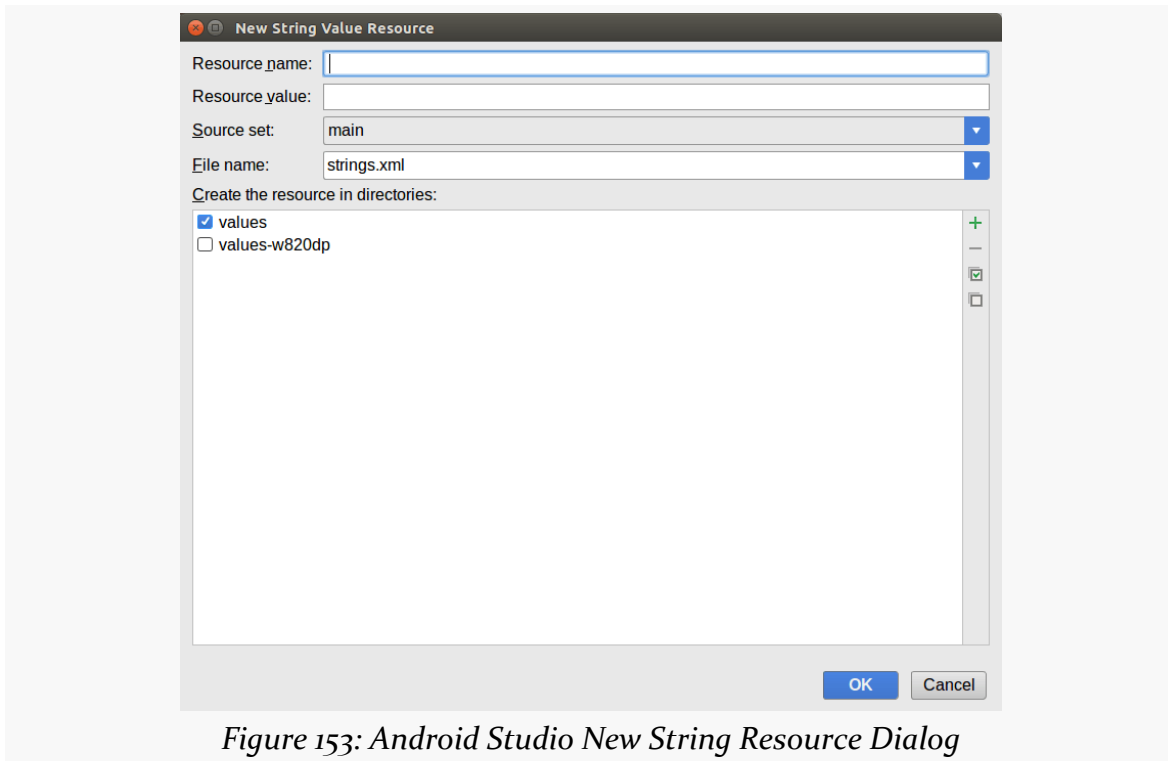 New String Value Resource
Resource name:
Resource value:
Source set: main
File name: strings.xml
Create the resource in directories:
values
values-w820dp
OK Cancel
Figure 153: Android Studio New String Resource Dialog